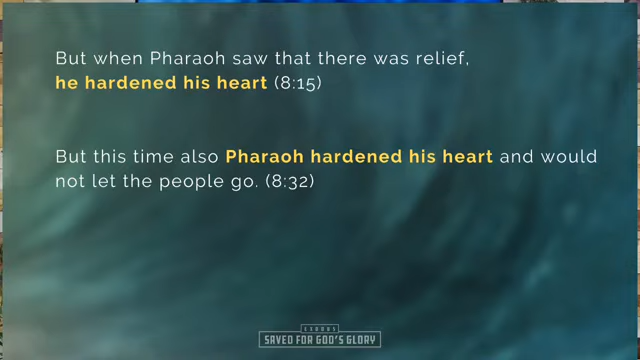 But when Pharaoh saw that there was relief,
he hardened his heart (8:15)
But this time also Pharaoh hardened his heart and would
not let the people go. (8:32)
EXODUS
SAVED FOR GOD'S GLORY